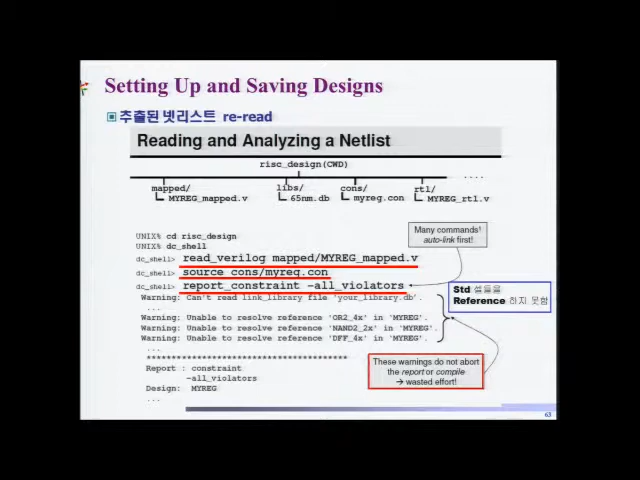 Setting Up and Saving Designs
추출된 넷리스트 re-read
Reading and Analyzing a Netlist
risc_design(CWD)
mapped/ libs/ cons/ rtl/ ....
MYREG_mapped.v 65nm.db myreg.con MYREG_rtl.v
Many commands!
auto-link first!
UNIX% cd risc_design
UNIX% dc_shell
dc_shell> read_verilog mapped/MYREG_mapped.v
dc_shell> source cons/myreg.con
dc_shell> report_constraint -all_violators
Warning: Can't read link_library file 'your_library.db'.
...
Warning: Unable to resolve reference 'OR2_4x' in 'MYREG'.
Warning: Unable to resolve reference 'NAND2_2x' in 'MYREG'.
Warning: Unable to resolve reference 'DFF_4x' in 'MYREG'.
...
Std 셀들을
Reference 하지 못함
****************************************
Report : constraint
-all_violators
Design: MYREG
...
These warnings do not abort
the report or compile
→ wasted effort!
63